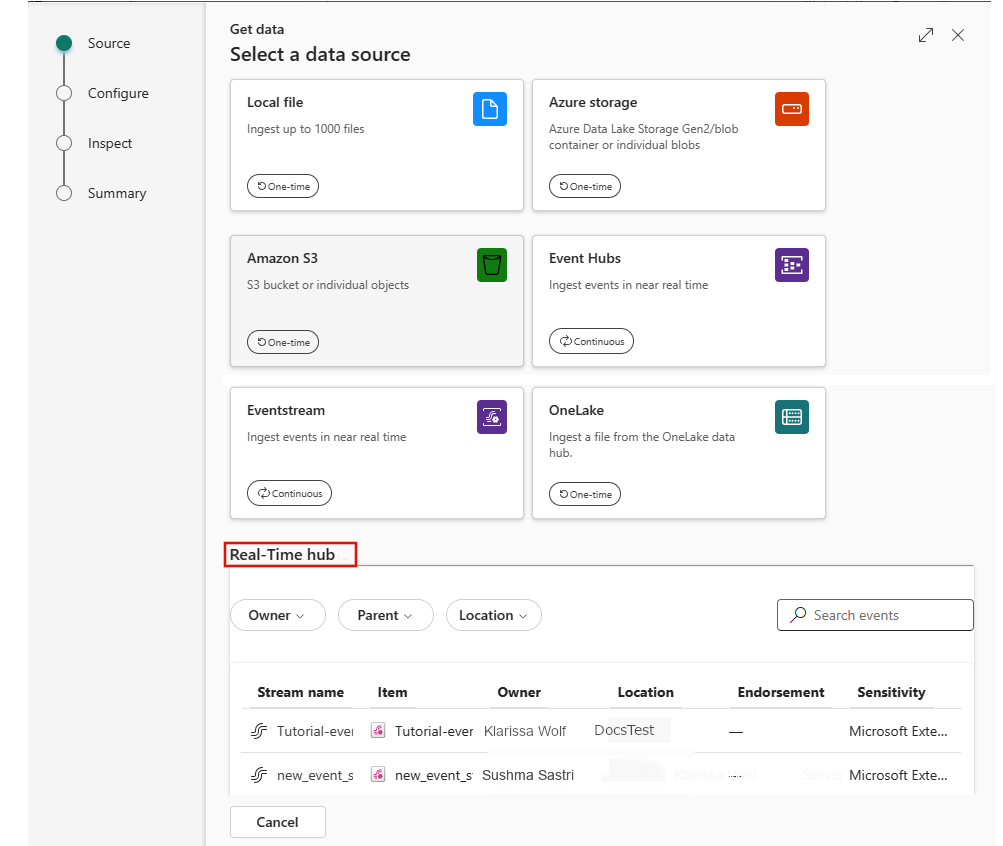 Source
Configure
Inspect
Summary
Get data
Select a data source
Local file
Ingest up to 1000 files
One-time
Azure storage
Azure Data Lake Storage Gen2/blob
container or individual blobs
One-time
Amazon S3
S3 bucket or individual objects
One-time
Event Hubs
Ingest events in near real time
Continuous
Eventstream
Ingest events in near real time
Continuous
OneLake
Ingest a file from the OneLake data
hub.
One-time
Real-Time hub
Owner Parent Location Search events
Stream name Item Owner Location Endorsement Sensitivity
Tutorial-ever Tutorial-ever Klarissa Wolf DocsTest — Microsoft Exte...
new_event_s new_event_s Sushma Sastri Microsoft Exte...
Cancel